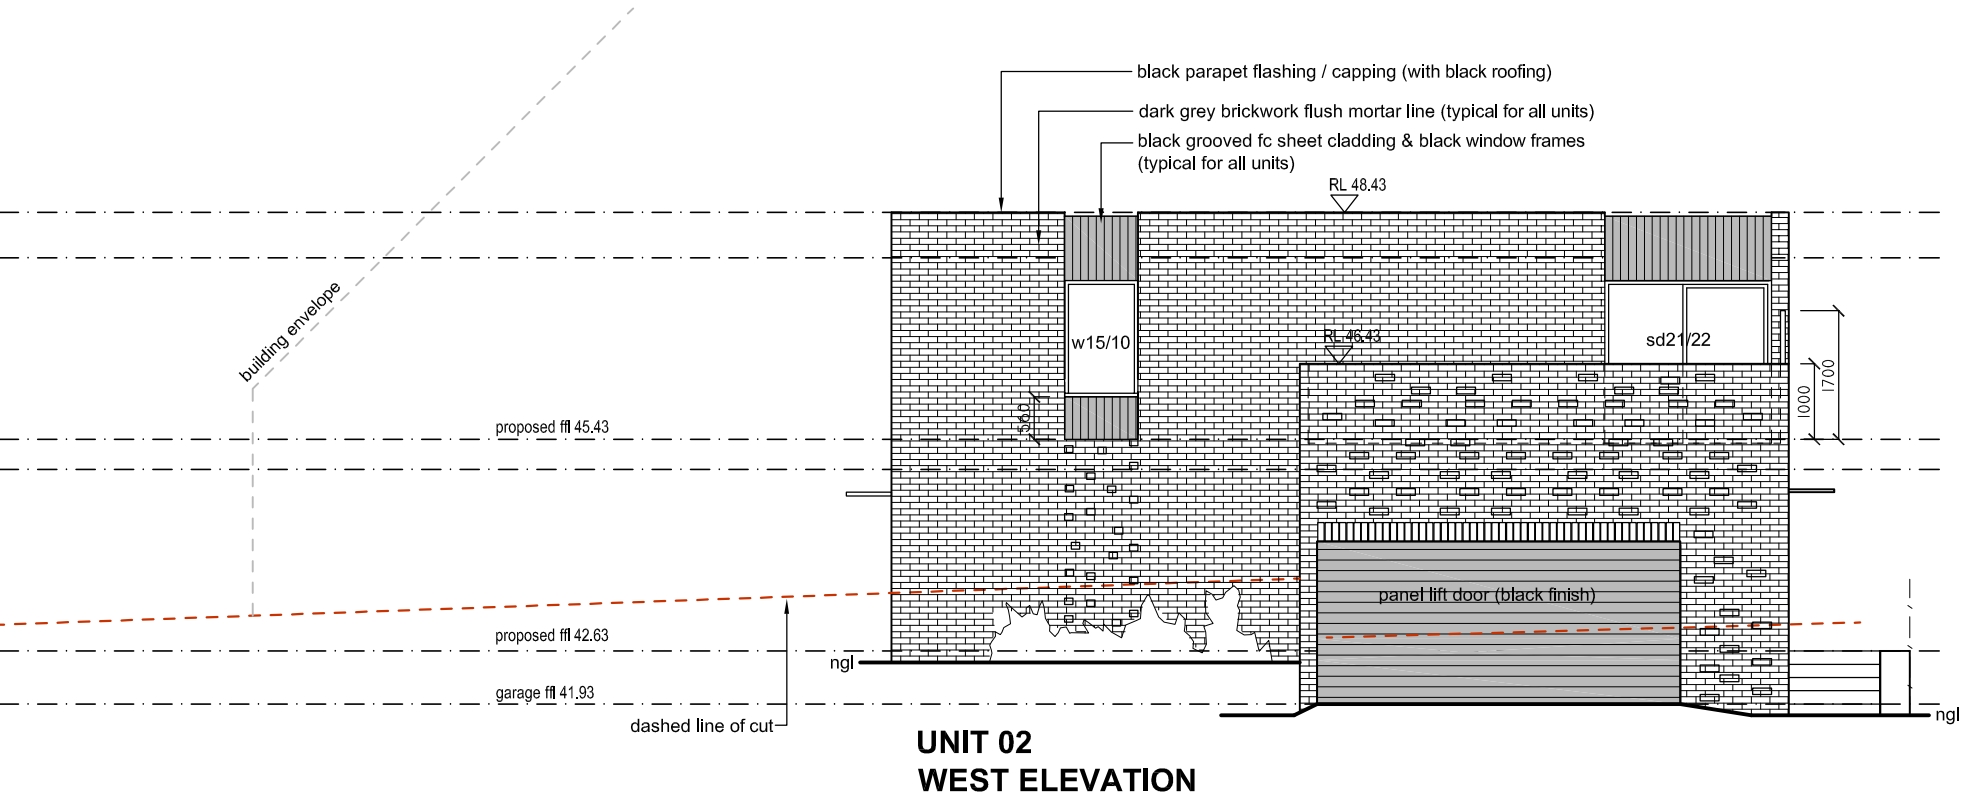 black parapet flashing / capping (with black roofing)
dark grey brickwork flush mortar line (typical for all units)
black grooved fc sheet cladding & black window frames
(typical for all units)
RL 48.43
building envelope
w15/10
RL 46.43
sd21/22
1700
1000
560
proposed ffl 45.43
panel lift door (black finish)
proposed ffl 42.63
ngl
garage ffl 41.93
dashed line of cut
ngl
UNIT 02
WEST ELEVATION